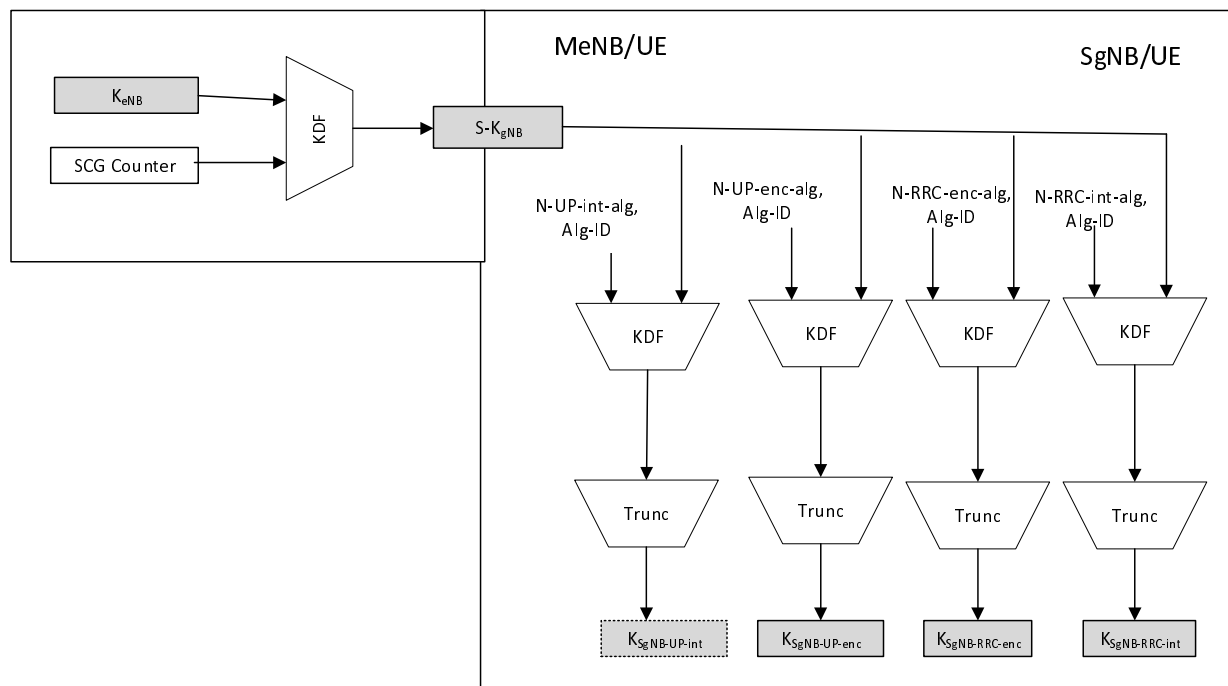 MeNB/UE
SgNB/UE
KeNB
SCG Counter
KDF
S-KgNB
N-UP-int-alg,
Alg-ID
N-UP-enc-alg,
Alg-ID
N-RRC-enc-alg,
Alg-ID
N-RRC-int-alg,
Alg-ID
KDF
KDF
KDF
KDF
Trunc
Trunc
Trunc
Trunc
KSgNB-UP-int
KSgNB-UP-enc
KSgNB-RRC-enc
KSgNB-RRC-int